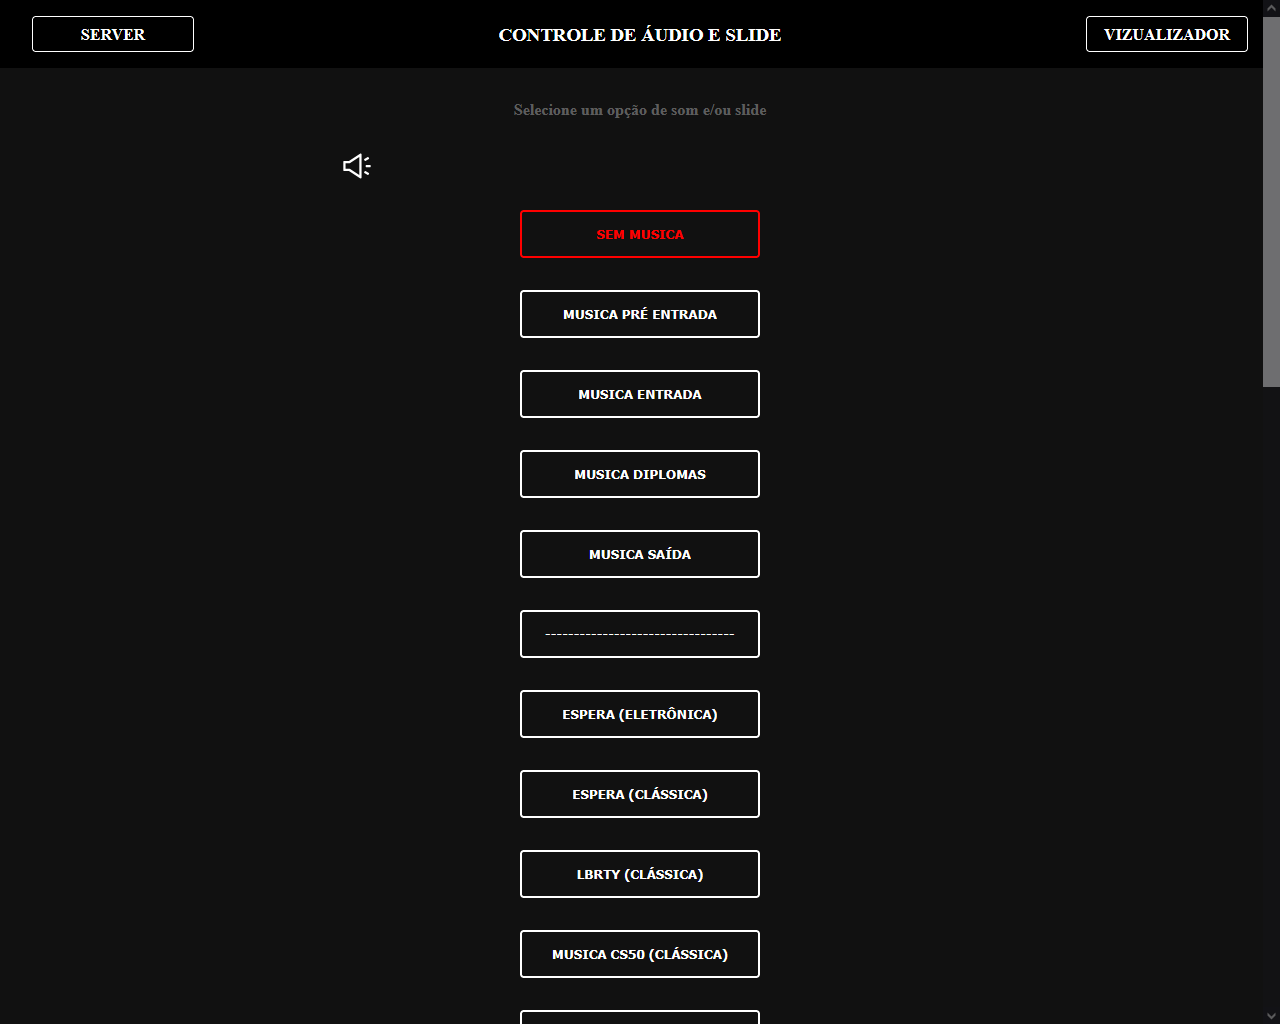 SERVER
CONTROLE DE ÁUDIO E SLIDE
VIZUALIZADOR
Selecione um opção de som e/ou slide
SEM MUSICA
MUSICA PRÉ ENTRADA
MUSICA ENTRADA
MUSICA DIPLOMAS
MUSICA SAÍDA
---------------------------------
ESPERA (ELETRÔNICA)
ESPERA (CLÁSSICA)
LBRTY (CLÁSSICA)
MUSICA CS50 (CLÁSSICA)